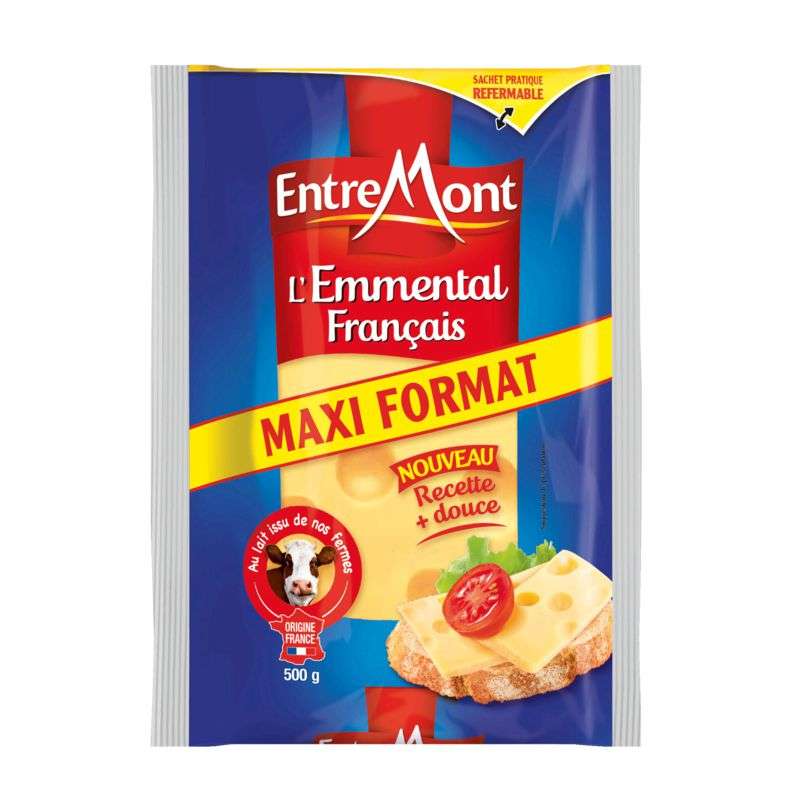 SACHET PRATIQUE
REFERMABLE
EntreMont
L'Emmental
Français
MAXI FORMAT
NOUVEAU
Recette
+ douce
Au lait issu de nos fermes
ORIGINE
FRANCE
500 g
EntreMont